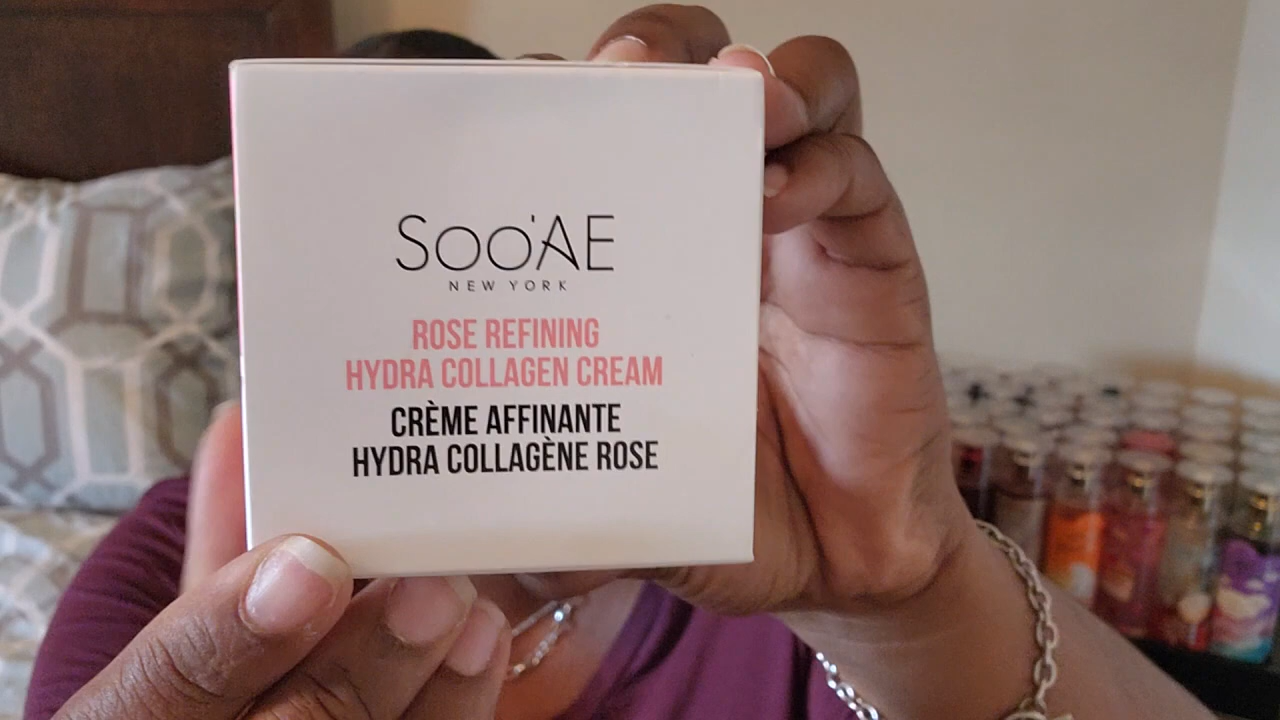 Soo'AE
NEW YORK
ROSE REFINING
HYDRA COLLAGEN CREAM
CRÈME AFFINANTE
HYDRA COLLAGÈNE ROSE